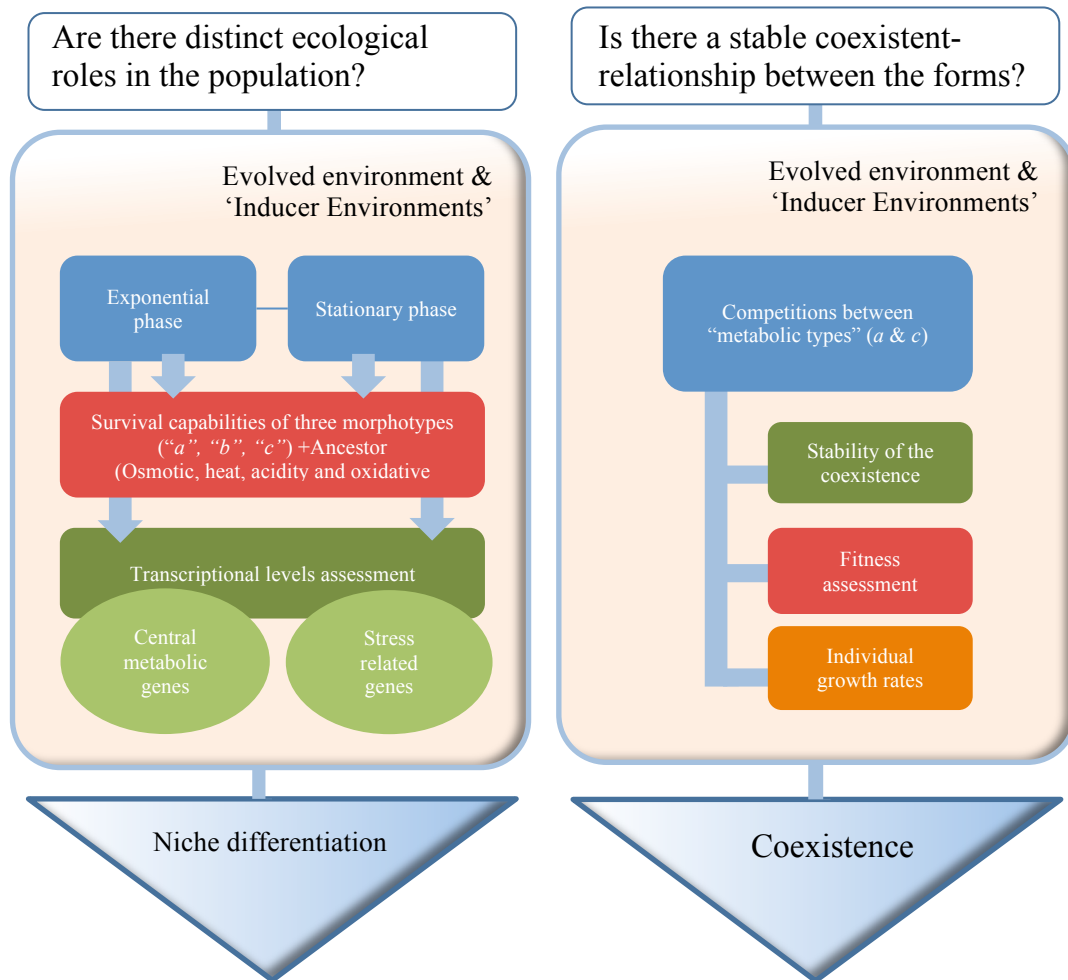 Are there distinct ecological
roles in the population?
Evolved environment &
‘Inducer Environments’
Exponential
phase
Stationary phase
Survival capabilities of three morphotypes
(“a”, “b”, “c”) +Ancestor
(Osmotic, heat, acidity and oxidative
Transcriptional levels assessment
Central
metabolic
genes
Stress
related
genes
Niche differentiation
Is there a stable coexistent-
relationship between the forms?
Evolved environment &
‘Inducer Environments’
Competitions between
“metabolic types” (a & c)
Stability of the
coexistence
Fitness
assessment
Individual
growth rates
Coexistence